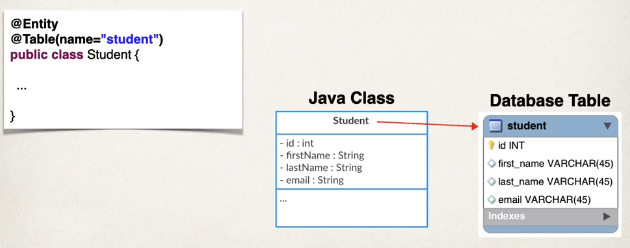 @Entity
@Table(name="student")
public class Student {
...
}
Java Class
Student
- id : int
- firstName : String
- lastName : String
- email : String
...
Database Table
student
id INT
first_name VARCHAR(45)
last_name VARCHAR(45)
email VARCHAR(45)
Indexes